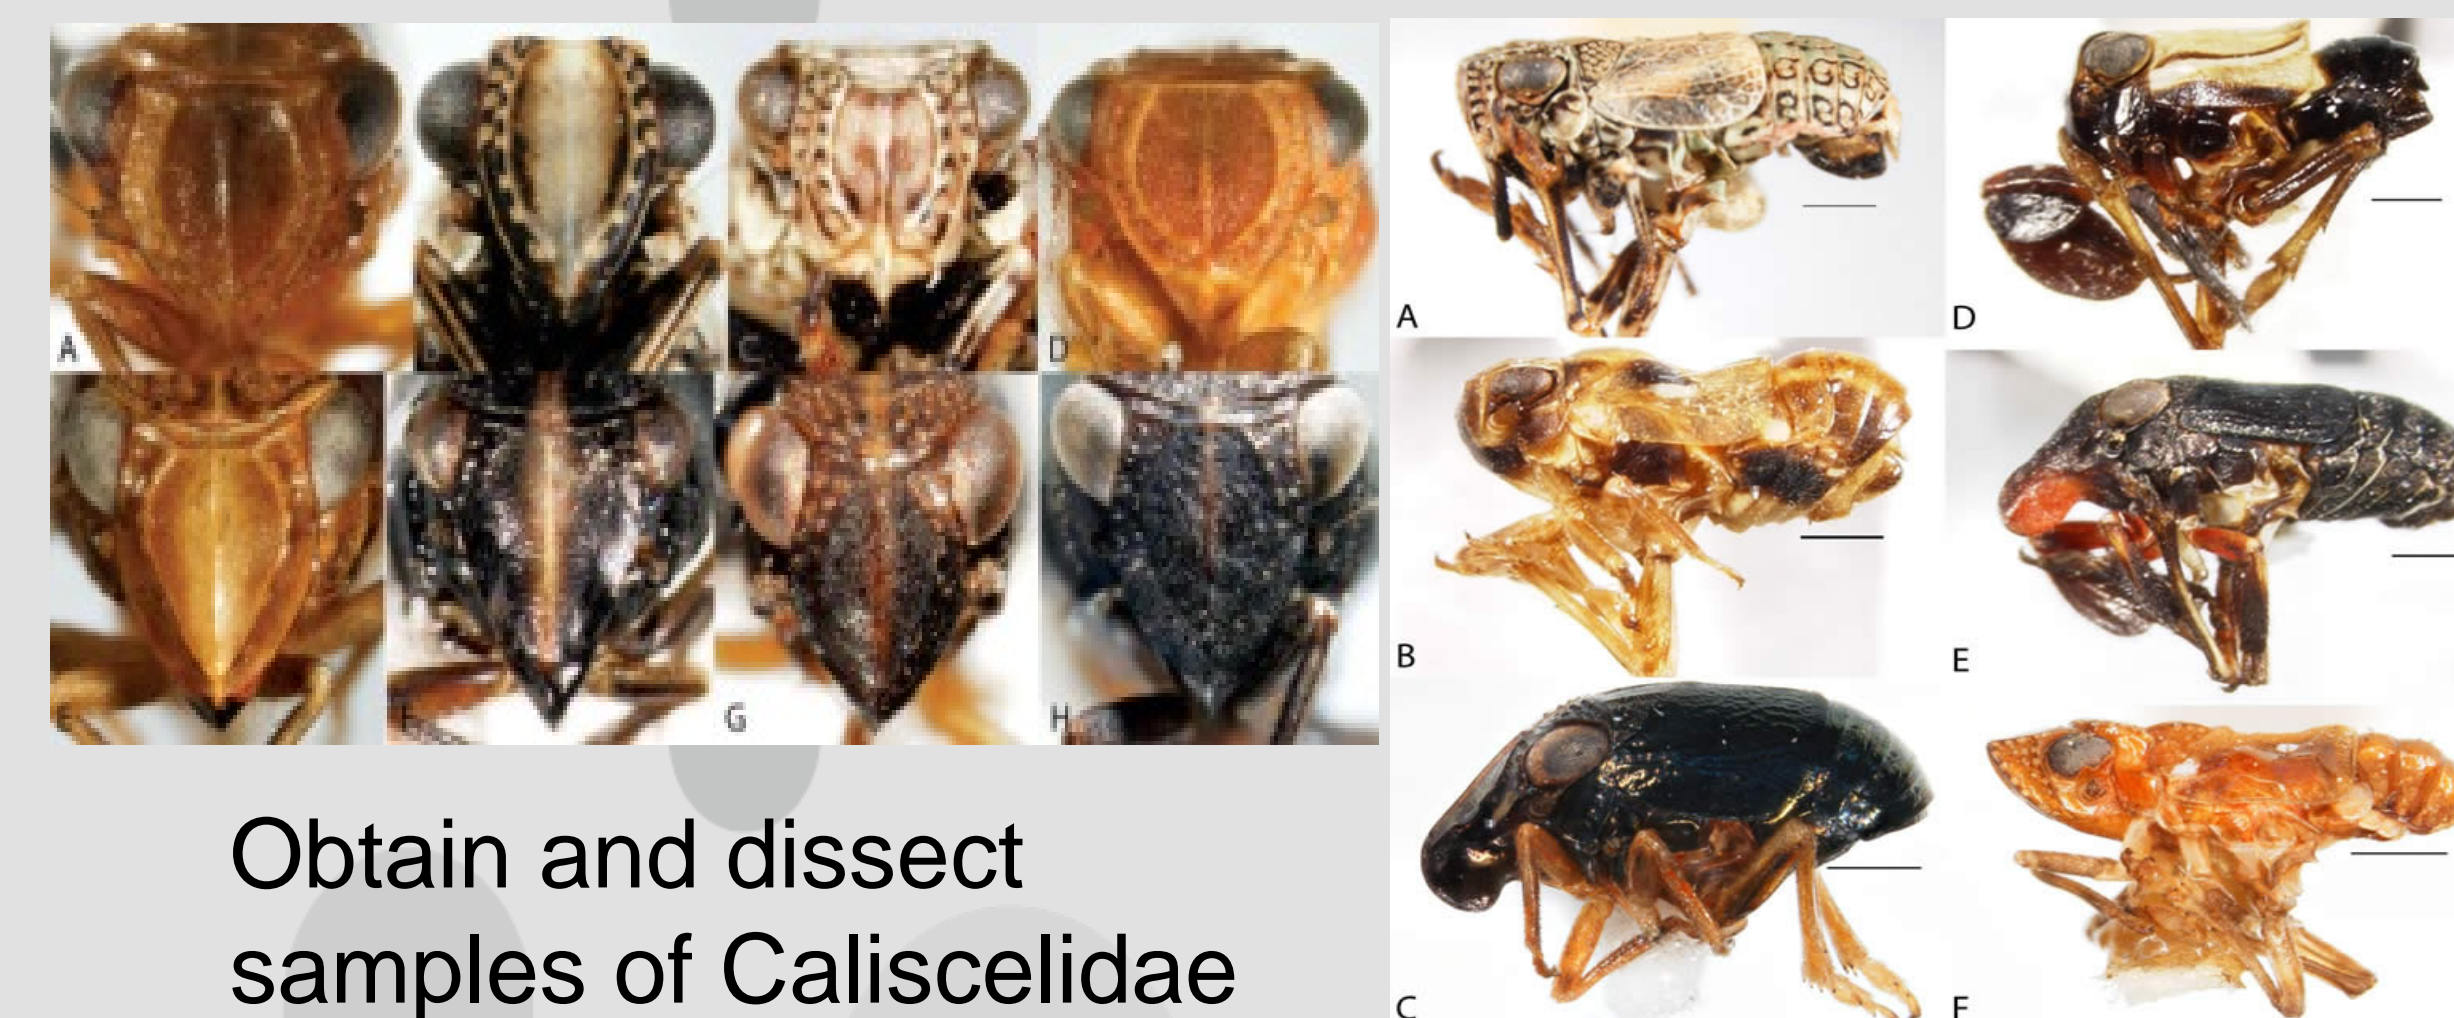 A
C
D
E
F
G
H
Obtain and dissect
samples of Caliscelidae
A
D
B
E
C
F